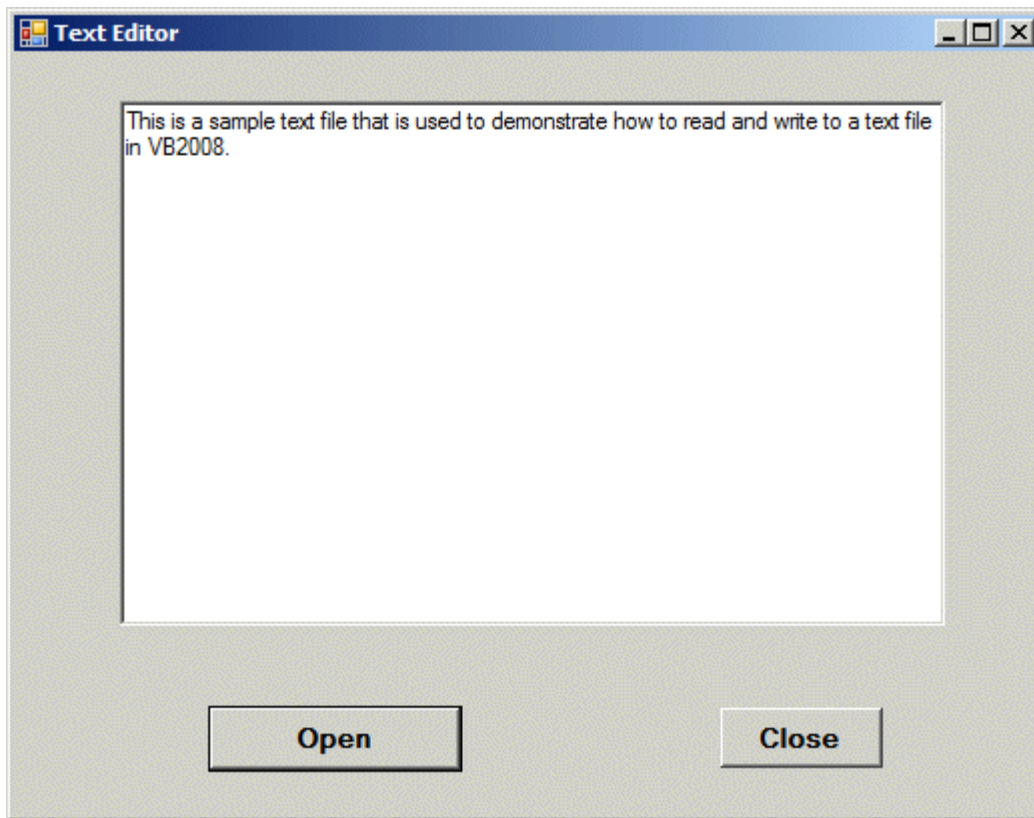 Text Editor
This is a sample text file that is used to demonstrate how to read and write to a text file
in VB2008.
Open
Close